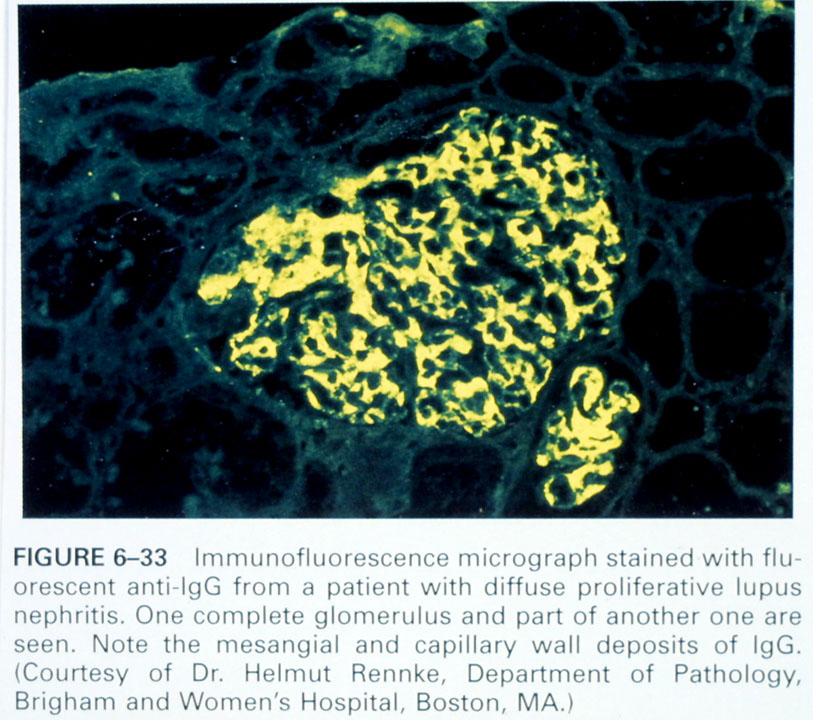 FIGURE 6–33 Immunofluorescence micrograph stained with flu-
orescent anti-IgG from a patient with diffuse proliferative lupus
nephritis. One complete glomerulus and part of another one are
seen. Note the mesangial and capillary wall deposits of IgG.
(Courtesy of Dr. Helmut Rennke, Department of Pathology,
Brigham and Women's Hospital, Boston, MA.)